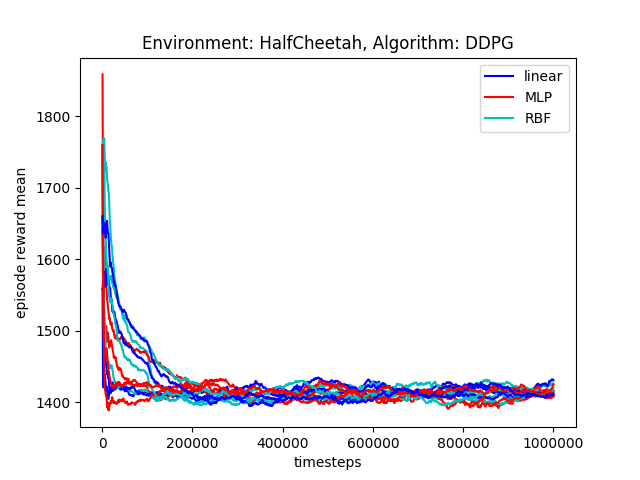 Environment: HalfCheetah, Algorithm: DDPG
linear
MLP
RBF
episode reward mean
1800
1700
1600
1500
1400
0 200000 400000 600000 800000 1000000
timesteps